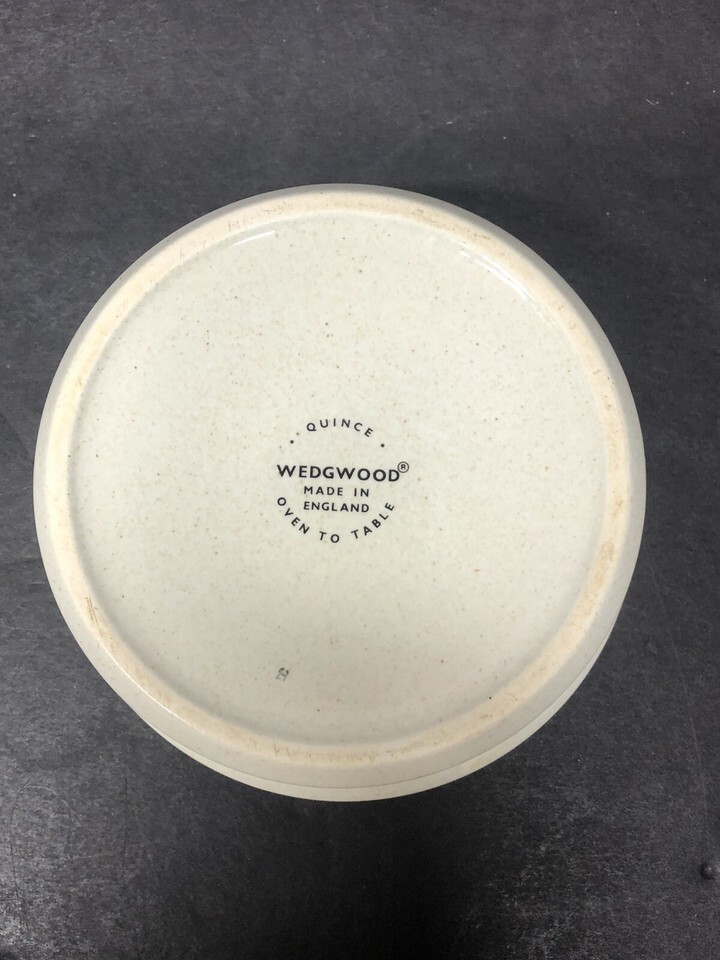 • QUINCE •
WEDGWOOD®
MADE IN
ENGLAND
OVEN TO TABLE